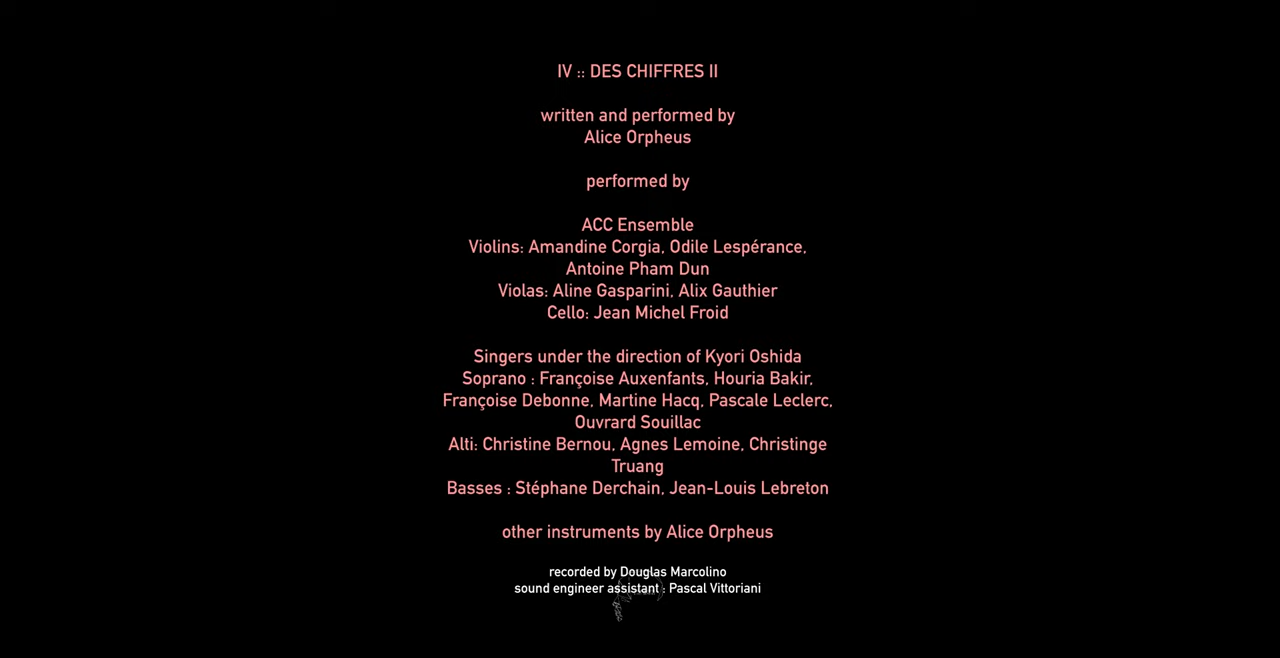 IV :: DES CHIFFRES II
written and performed by
Alice Orpheus
performed by
ACC Ensemble
Violins: Amandine Corgia, Odile Lespérance,
Antoine Pham Dun
Violas: Aline Gasparini, Alix Gauthier
Cello: Jean Michel Froid
Singers under the direction of Kyori Oshida
Soprano : Françoise Auxenfants, Houria Bakir,
Françoise Debonne, Martine Hacq, Pascale Leclerc,
Ouvrard Souillac
Alti: Christine Bernou, Agnes Lemoine, Christinge
Truang
Basses : Stéphane Derchain, Jean-Louis Lebreton
other instruments by Alice Orpheus
recorded by Douglas Marcolino
sound engineer assistant : Pascal Vittoriani